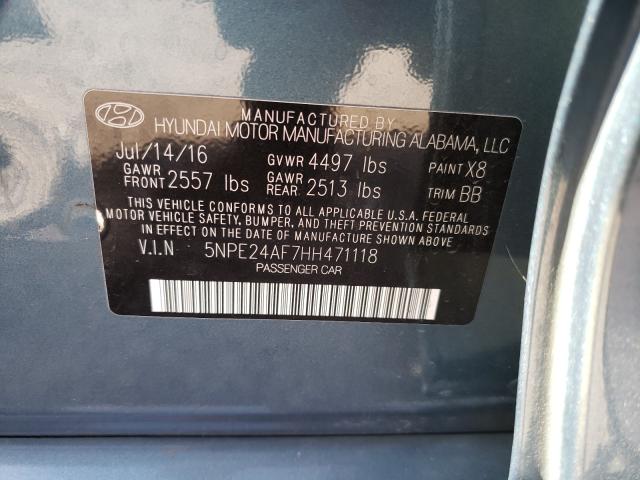 MANUFACTURED BY
HYUNDAI MOTOR MANUFACTURING ALABAMA, LLC
Jul/14/16 GVWR 4497 lbs PAINT X8
GAWR FRONT 2557 lbs GAWR REAR 2513 lbs TRIM BB
THIS VEHICLE CONFORMS TO ALL APPLICABLE U.S.A. FEDERAL
MOTOR VEHICLE SAFETY, BUMPER, AND THEFT PREVENTION STANDARDS
IN EFFECT ON THE DATE OF MANUFACTURE SHOWN ABOVE.
V.I.N 5NPE24AF7HH471118
PASSENGER CAR